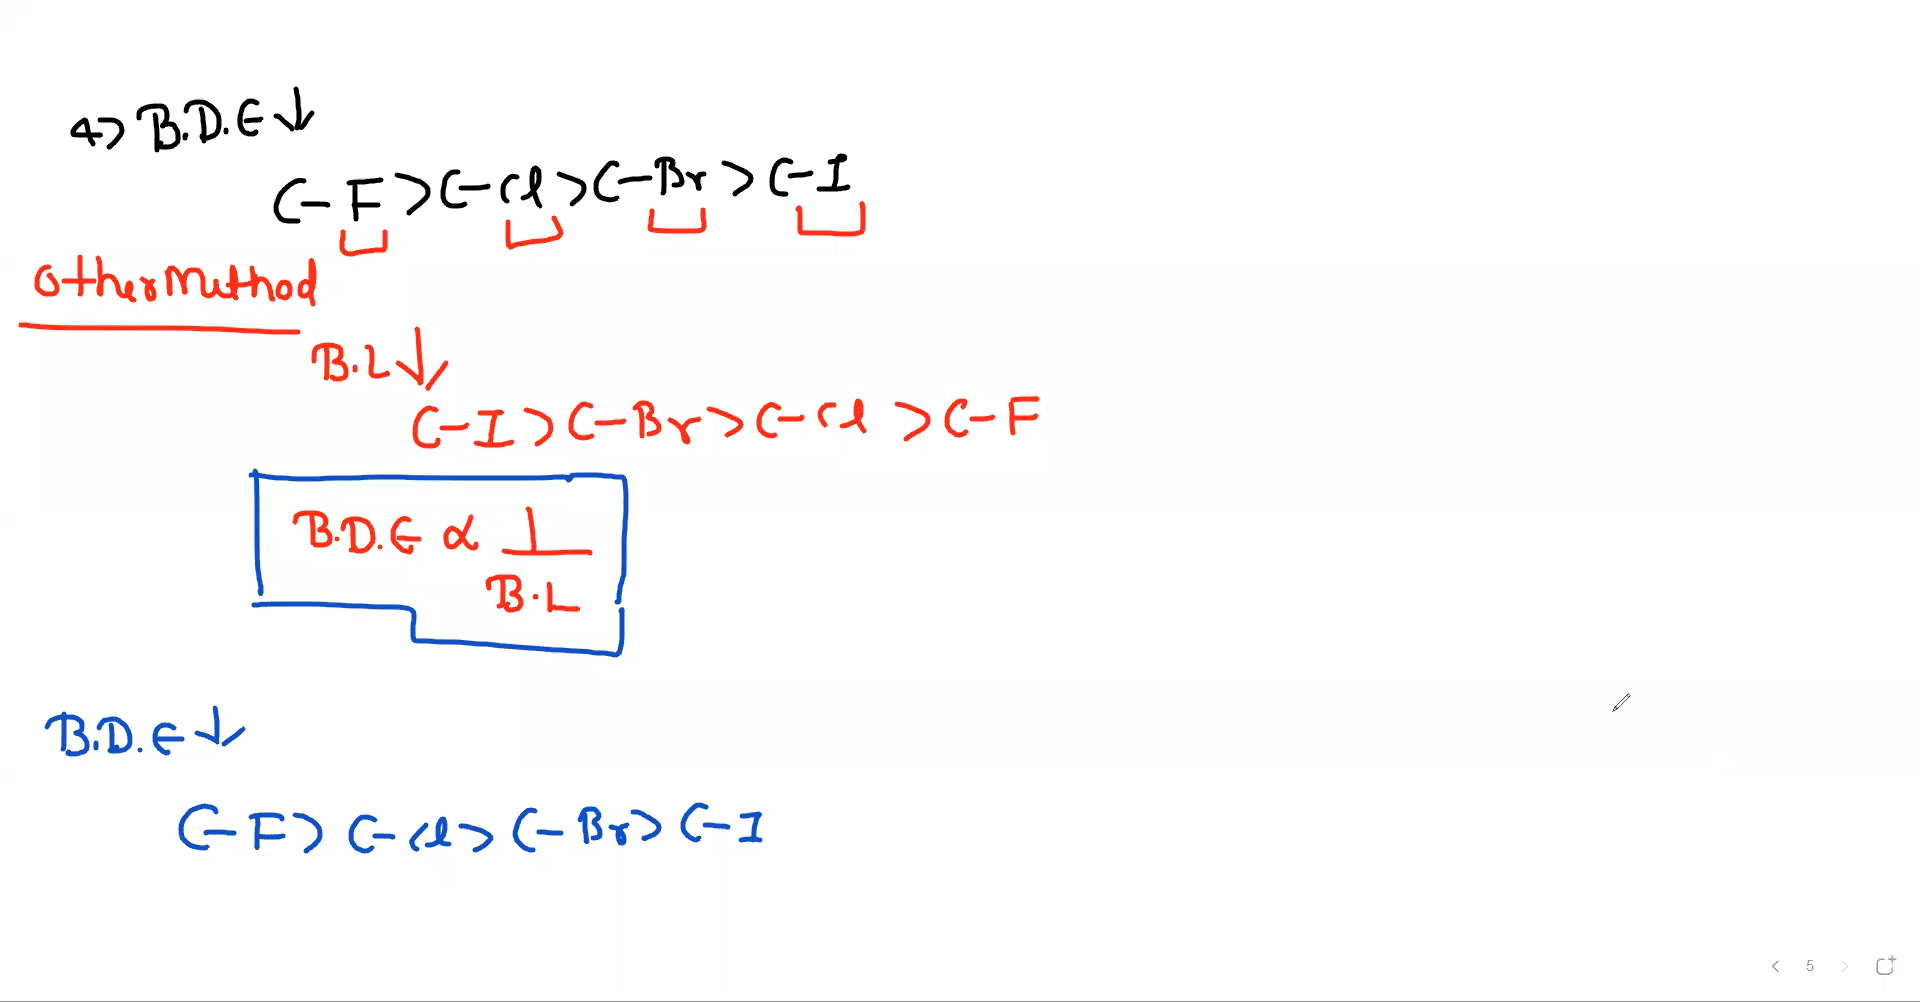 4> B.D.E ↓
C-F > C-Cl > C-Br > C-I
Other Method
B.L ↓
C-I > C-Br > C-Cl > C-F
B.D.E ∝ 1
B.L
B.D.E ↓
C-F > C-Cl > C-Br > C-I
5